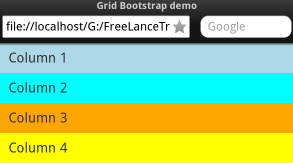 Grid Bootstrap demo
file://localhost/G:/FreeLanceTr
Google
Column 1
Column 2
Column 3
Column 4